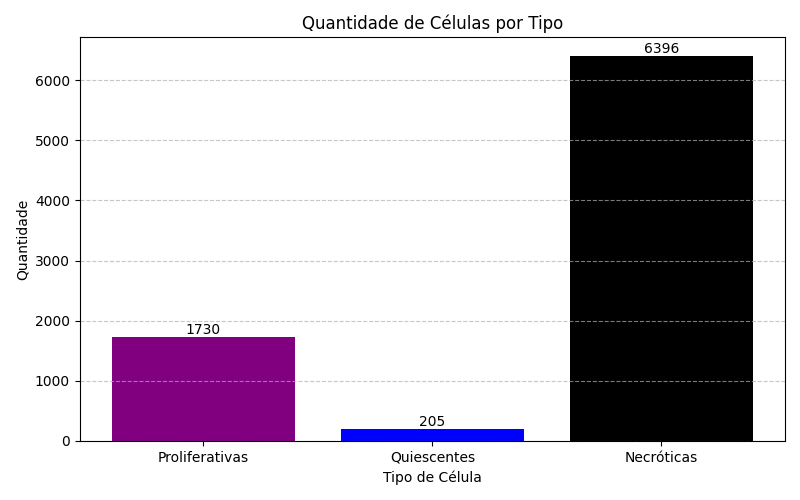 Quantidade de Células por Tipo
6396
6000
5000
4000
3000
2000
1730
1000
205
0
Quantidade
Proliferativas
Quiescentes
Necróticas
Tipo de Célula